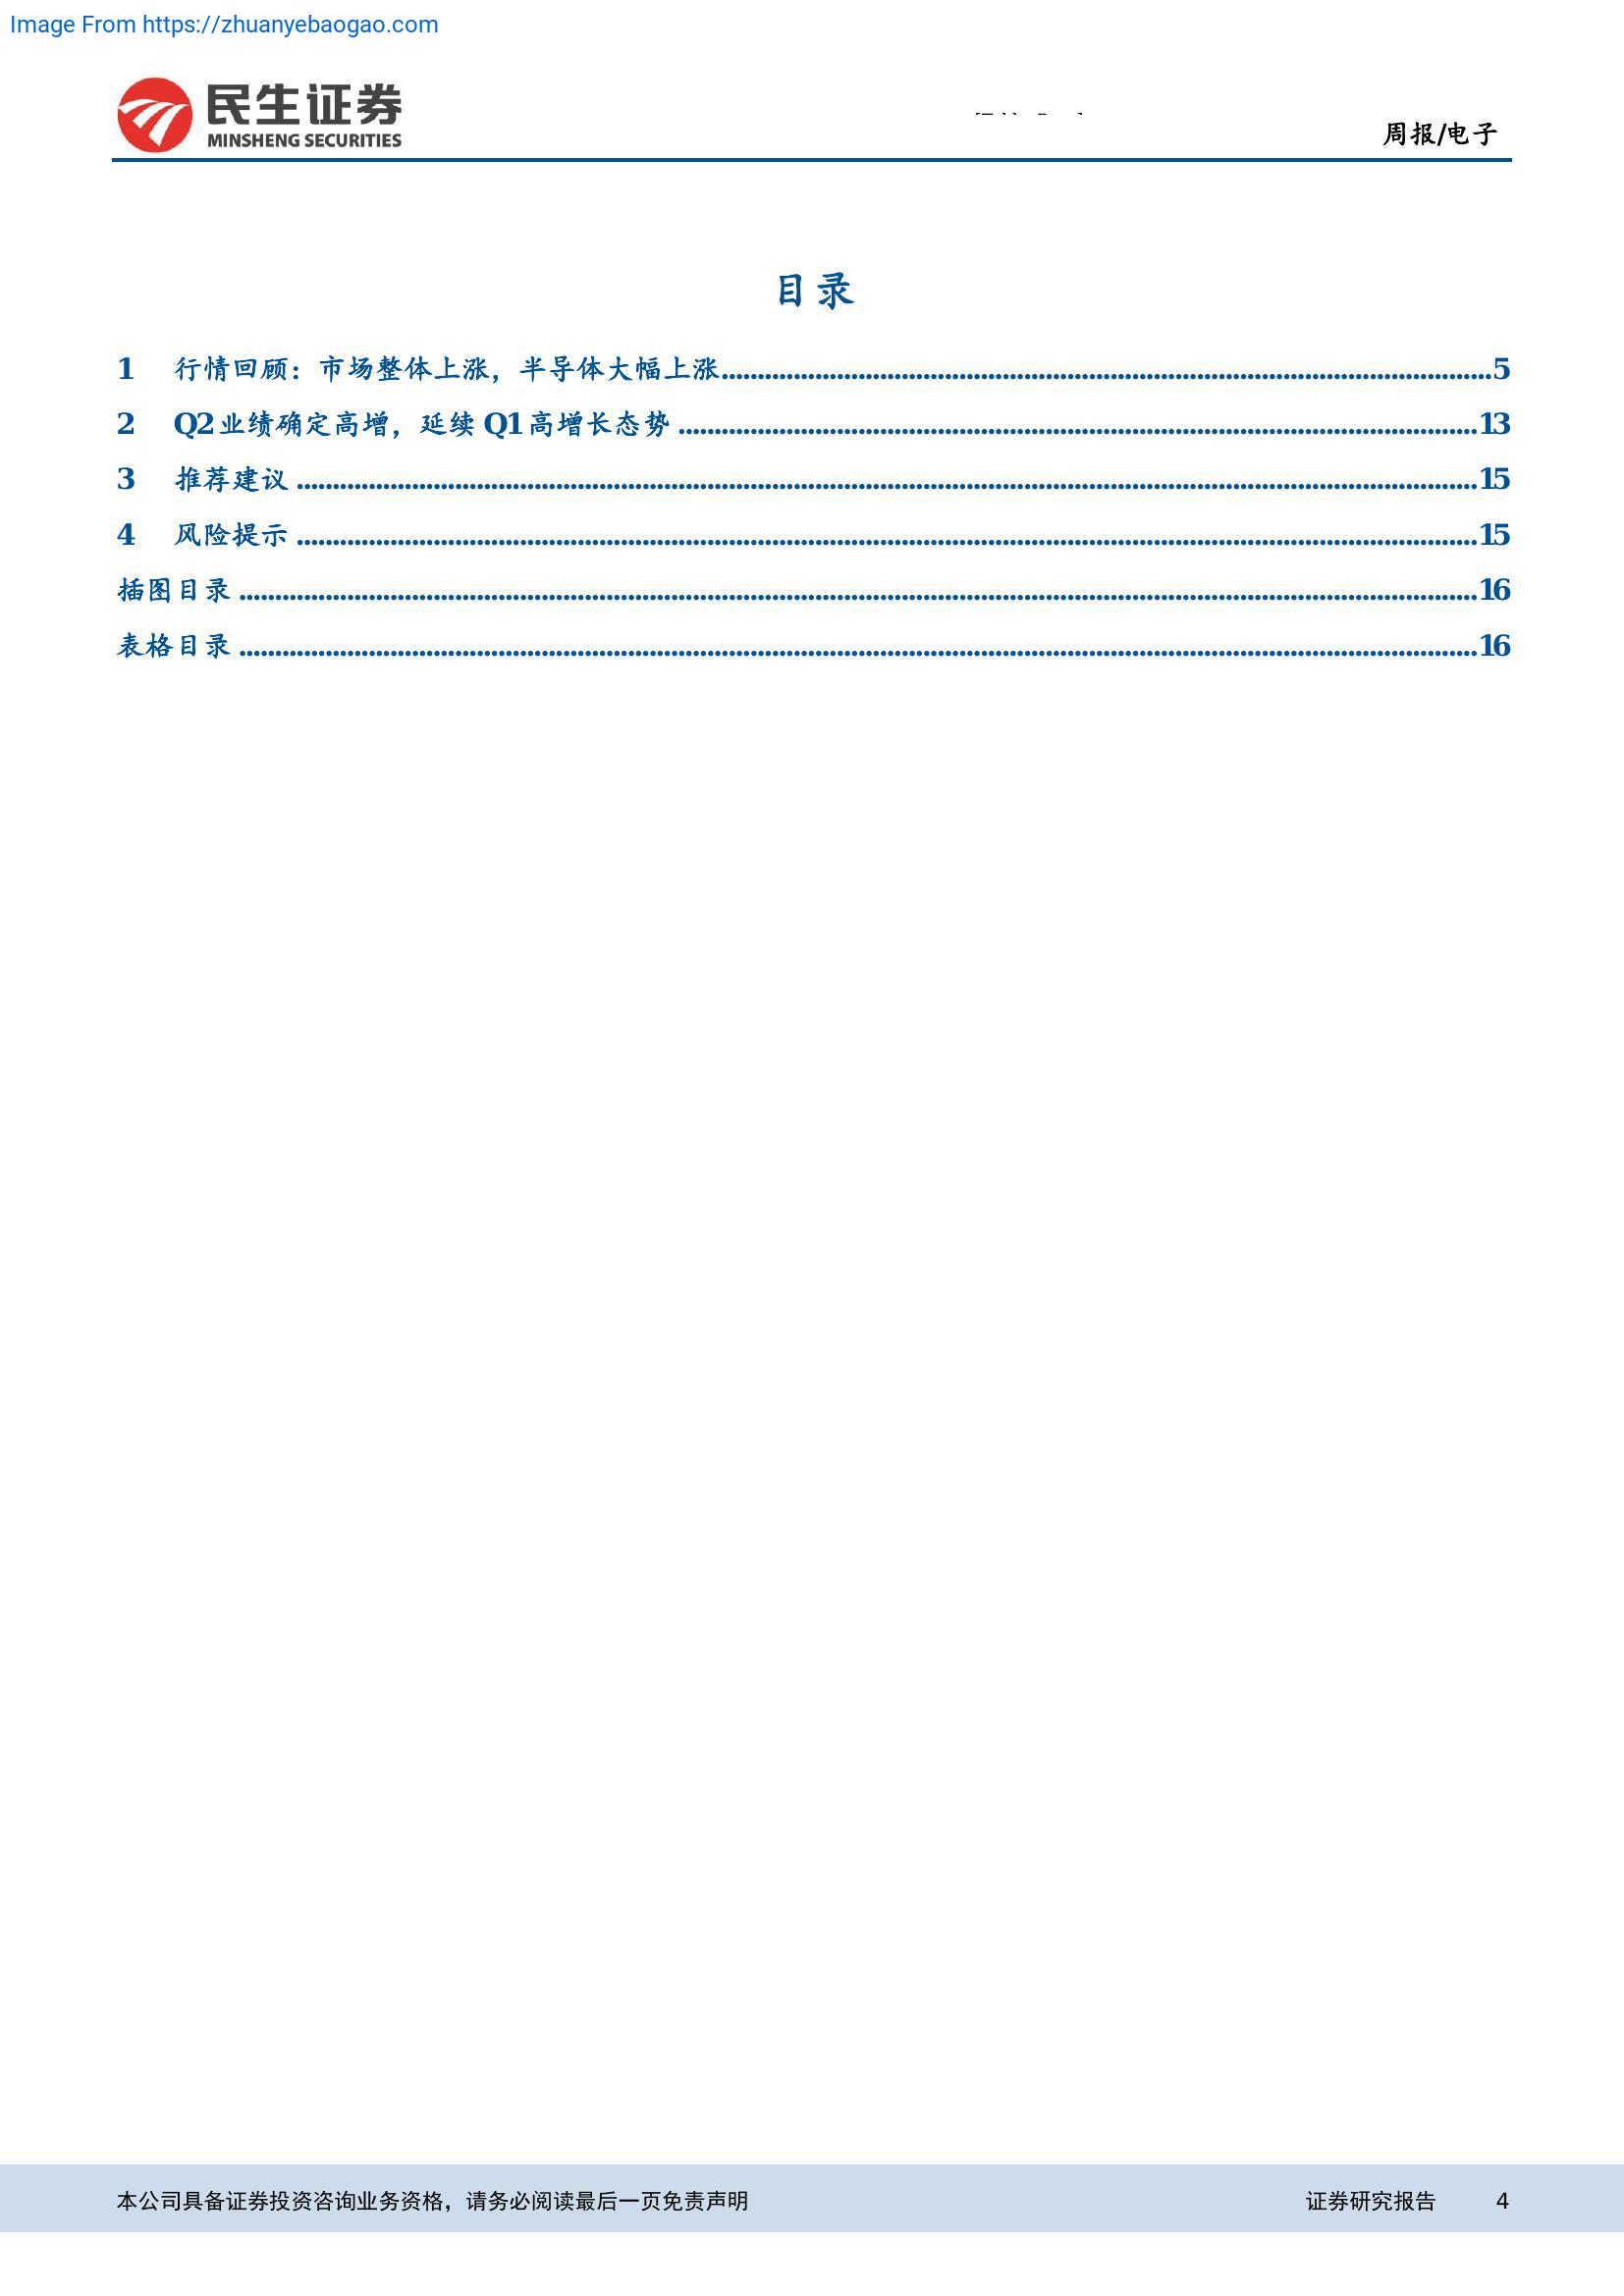 Image From https://zhuanyebaogao.com
民生证券
MINSHENG SECURITIES
周报/电子
目录
1 行情回顾：市场整体上涨，半导体大幅上涨 5
2 Q2 业绩确定高增，延续 Q1 高增长态势 13
3 推荐建议 15
4 风险提示 15
插图目录 16
表格目录 16
本公司具备证券投资咨询业务资格，请务必阅读最后一页免责声明 证券研究报告 4